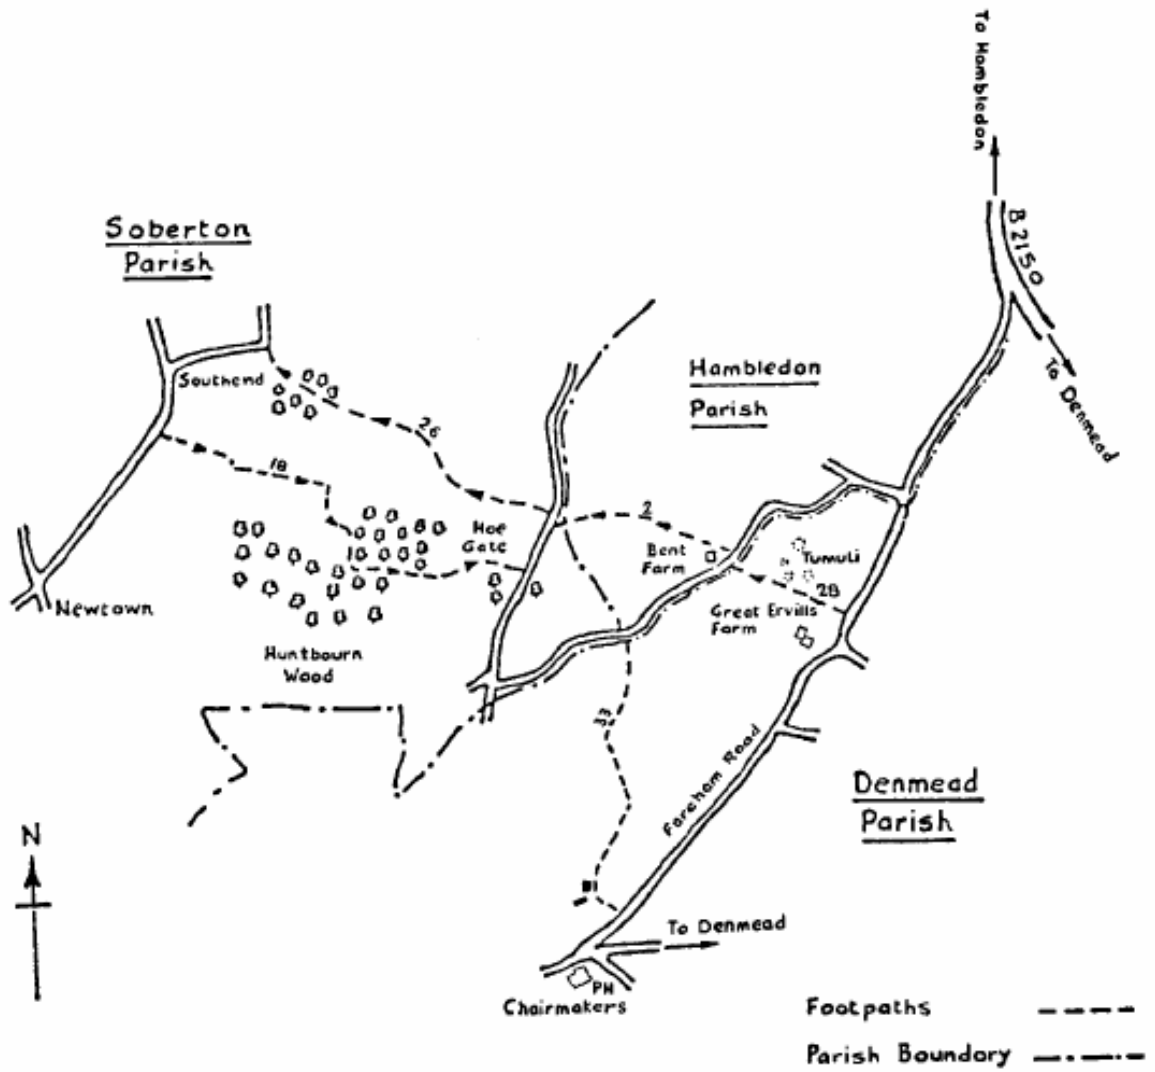 To Hambledon
B2150
To Denmead
Soberton
Parish
Hambledon
Parish
Southend
26
18
2
Hoe
Gate
Bent
Farm
Tumuli
28
Great Ervills
Farm
Newtown
Huntbourn
Wood
33
Fareham Road
Denmead
Parish
N
To Denmead
PH
Chairmakers
Footpaths
Parish Boundary